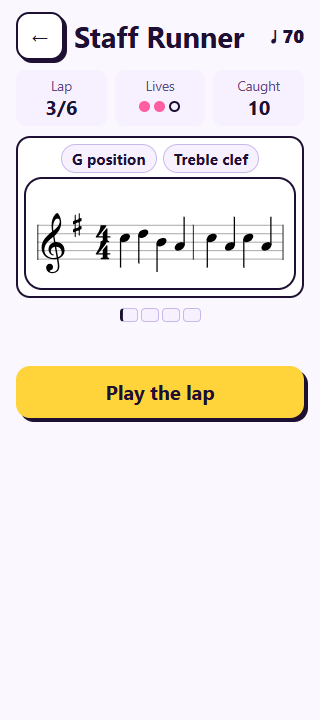 ← Staff Runner ♩ 70
Lap Lives Caught
3/6 10
G position Treble clef
4/4
Play the lap